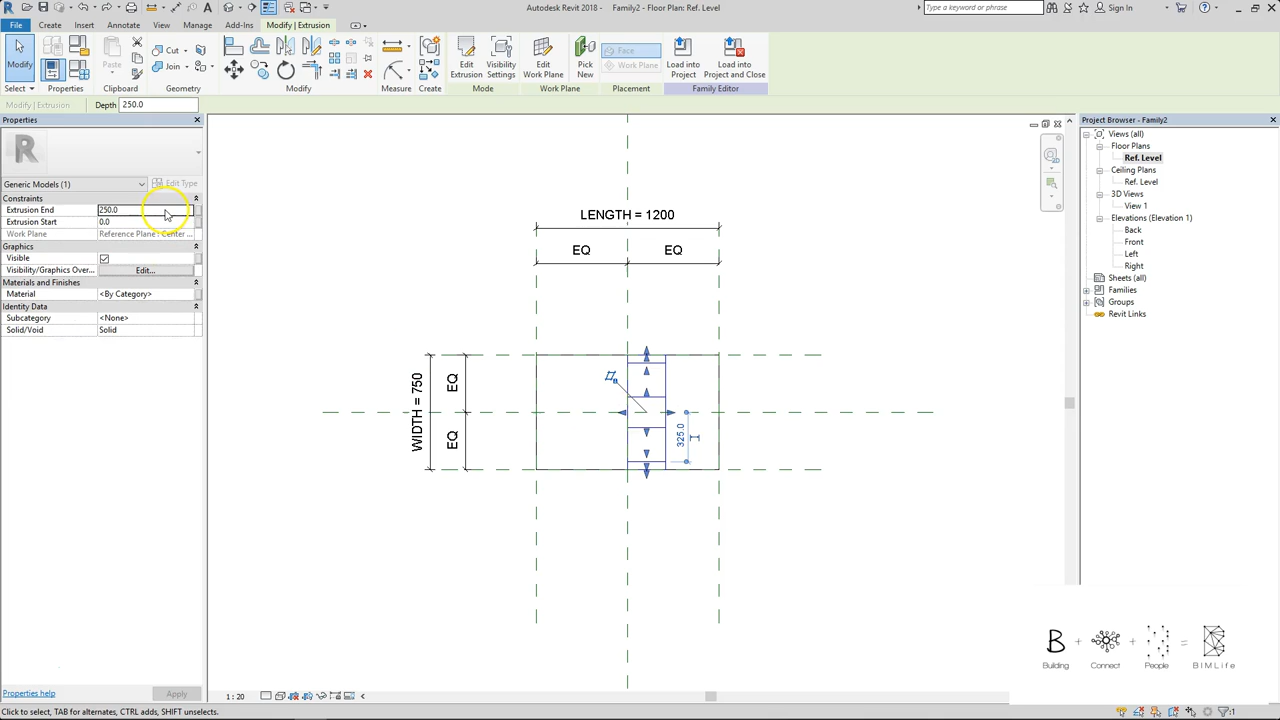 Autodesk Revit 2018 - Family2 - Floor Plan: Ref. Level
Type a keyword or phrase
Sign In
File Create Insert Annotate View Manage Add-Ins Modify | Extrusion
Modify
Paste
Cut
Join
Edit Extrusion
Visibility Settings
Edit Work Plane
Pick New
Face
Work Plane
Load into Project
Load into Project and Close
Select Properties Clipboard Geometry Modify Measure Create Mode Work Plane Placement Family Editor
Modify | Extrusion Depth 250.0
Properties
R
Generic Models (1) Edit Type
Constraints
Extrusion End 250.0
Extrusion Start 0.0
Work Plane Reference Plane : Center ...
Graphics
Visible
Visibility/Graphics Over... Edit...
Materials and Finishes
Material <By Category>
Identity Data
Subcategory <None>
Solid/Void Solid
Properties help Apply
LENGTH = 1200
EQ EQ
WIDTH = 750
EQ
EQ
325.0
1 : 20
Project Browser - Family2
Views (all)
Floor Plans
Ref. Level
Ceiling Plans
Ref. Level
3D Views
View 1
Elevations (Elevation 1)
Back
Front
Left
Right
Sheets (all)
Families
Groups
Revit Links
B + + =
Building Connect People BIMLife
Click to select, TAB for alternates, CTRL adds, SHIFT unselects.
:1